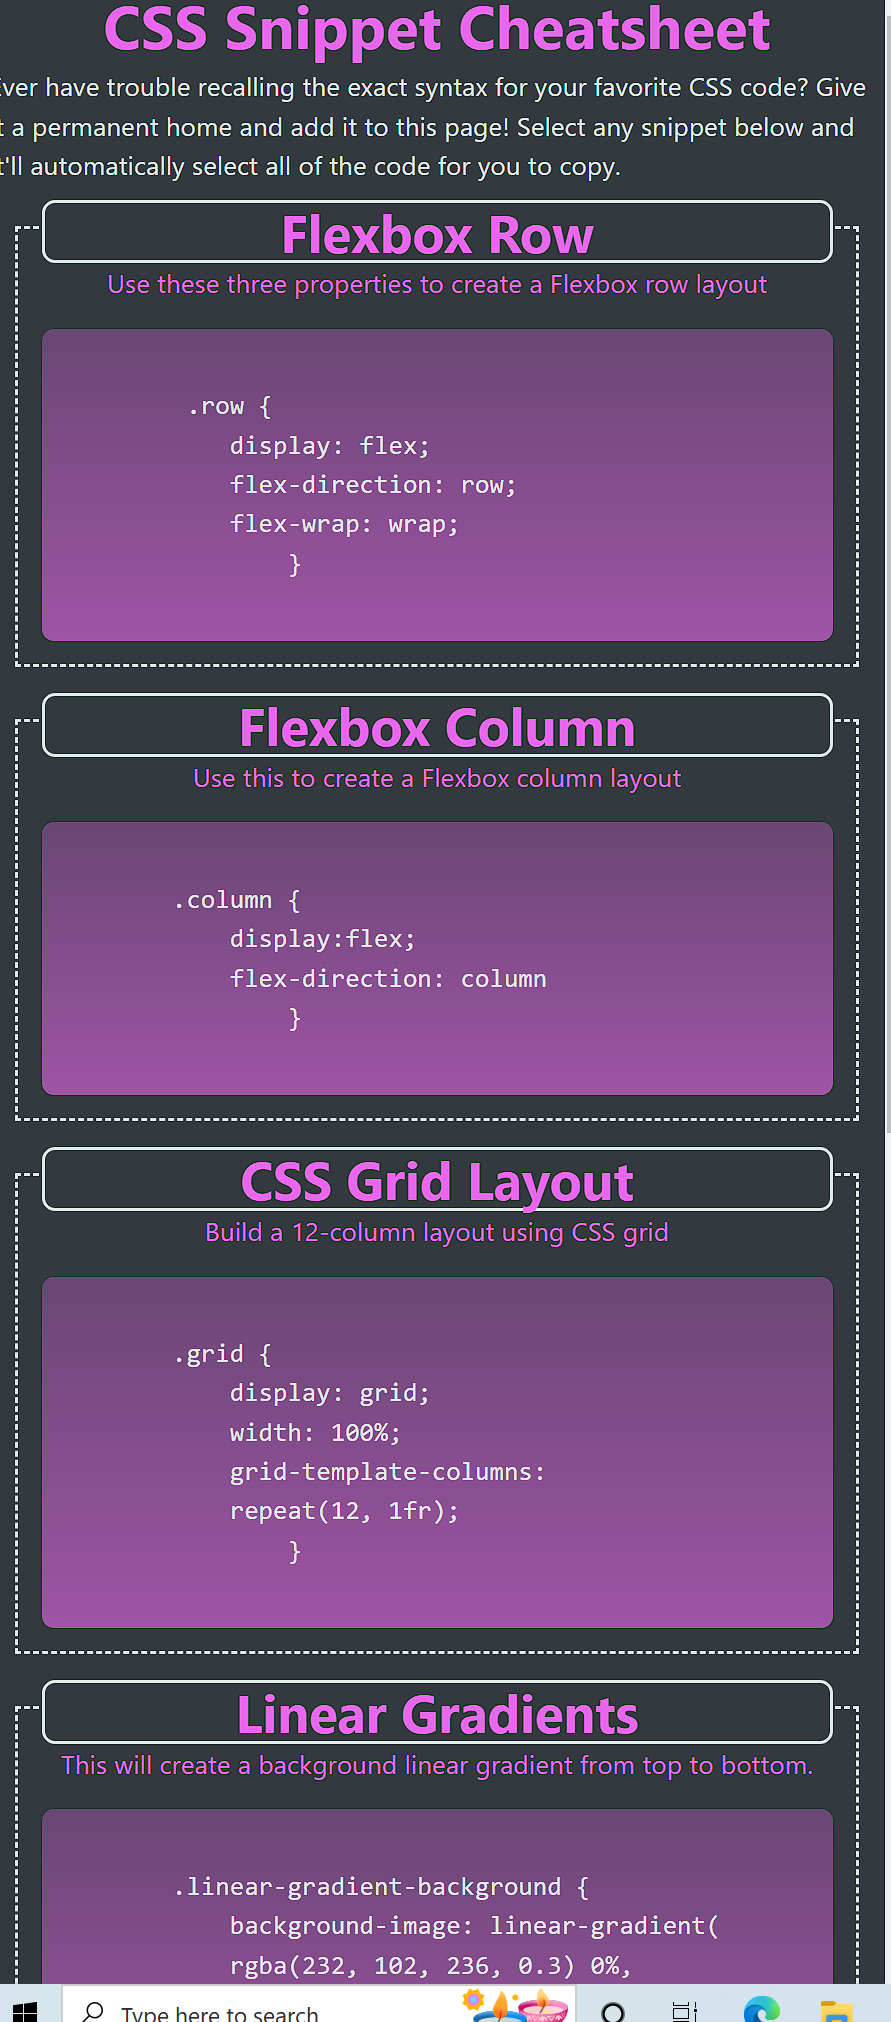 CSS Snippet Cheatsheet
Ever have trouble recalling the exact syntax for your favorite CSS code? Give
t a permanent home and add it to this page! Select any snippet below and
t'll automatically select all of the code for you to copy.
Flexbox Row
Use these three properties to create a Flexbox row layout
.row {
display: flex;
flex-direction: row;
flex-wrap: wrap;
}
Flexbox Column
Use this to create a Flexbox column layout
.column {
display:flex;
flex-direction: column
}
CSS Grid Layout
Build a 12-column layout using CSS grid
.grid {
display: grid;
width: 100%;
grid-template-columns:
repeat(12, 1fr);
}
Linear Gradients
This will create a background linear gradient from top to bottom.
.linear-gradient-background {
background-image: linear-gradient(
rgba(232, 102, 236, 0.3) 0%,
Type here to search